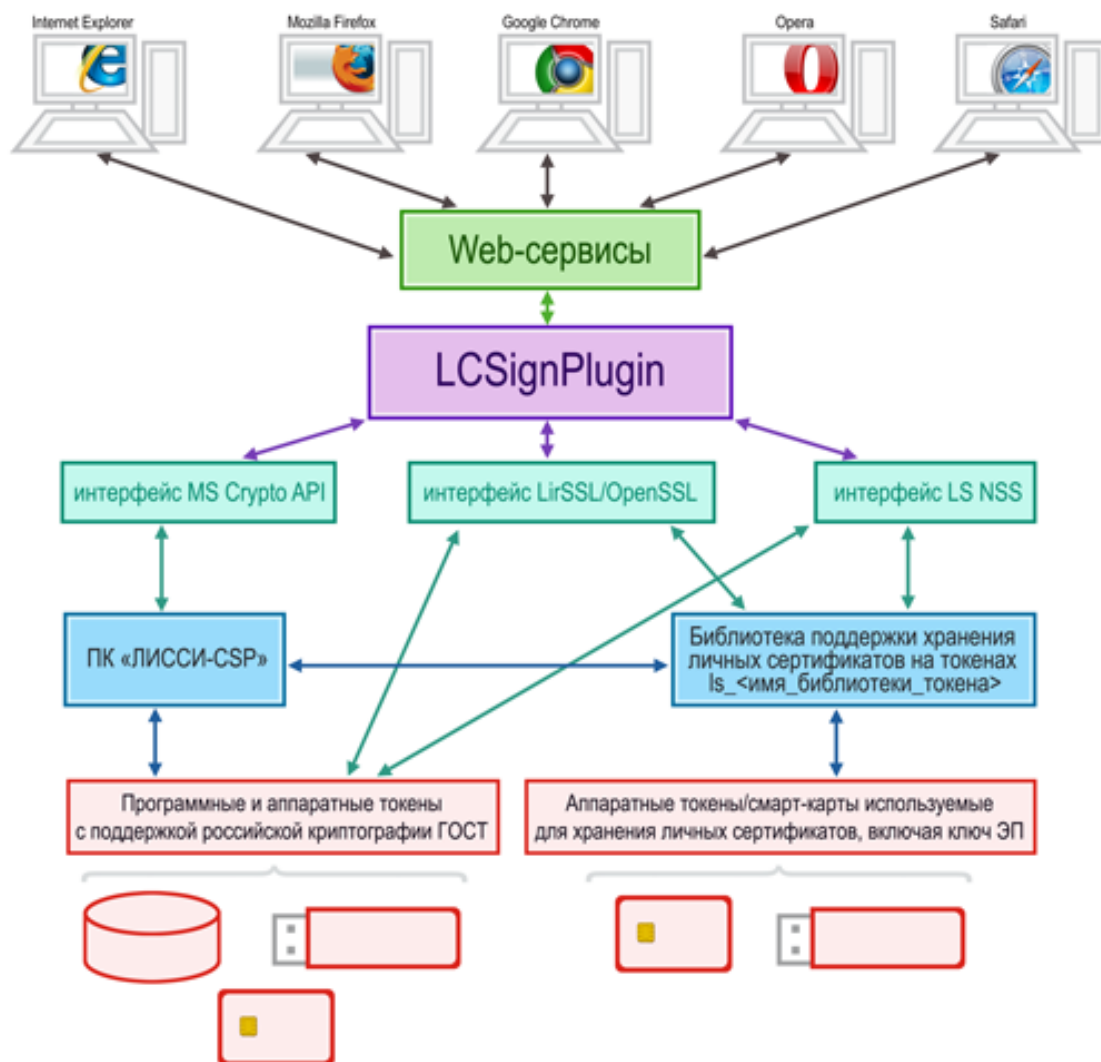 Internet Explorer
Mozilla Firefox
Google Chrome
Opera
Safari
Web-сервисы
LCSignPlugin
интерфейс MS Crypto API
интерфейс LirSSL/OpenSSL
интерфейс LS NSS
ПК «ЛИССИ-CSP»
Библиотека поддержки хранения
личных сертификатов на токенах
ls_<имя_библиотеки_токена>
Программные и аппаратные токены
с поддержкой российской криптографии ГОСТ
Аппаратные токены/смарт-карты используемые
для хранения личных сертификатов, включая ключ ЭП